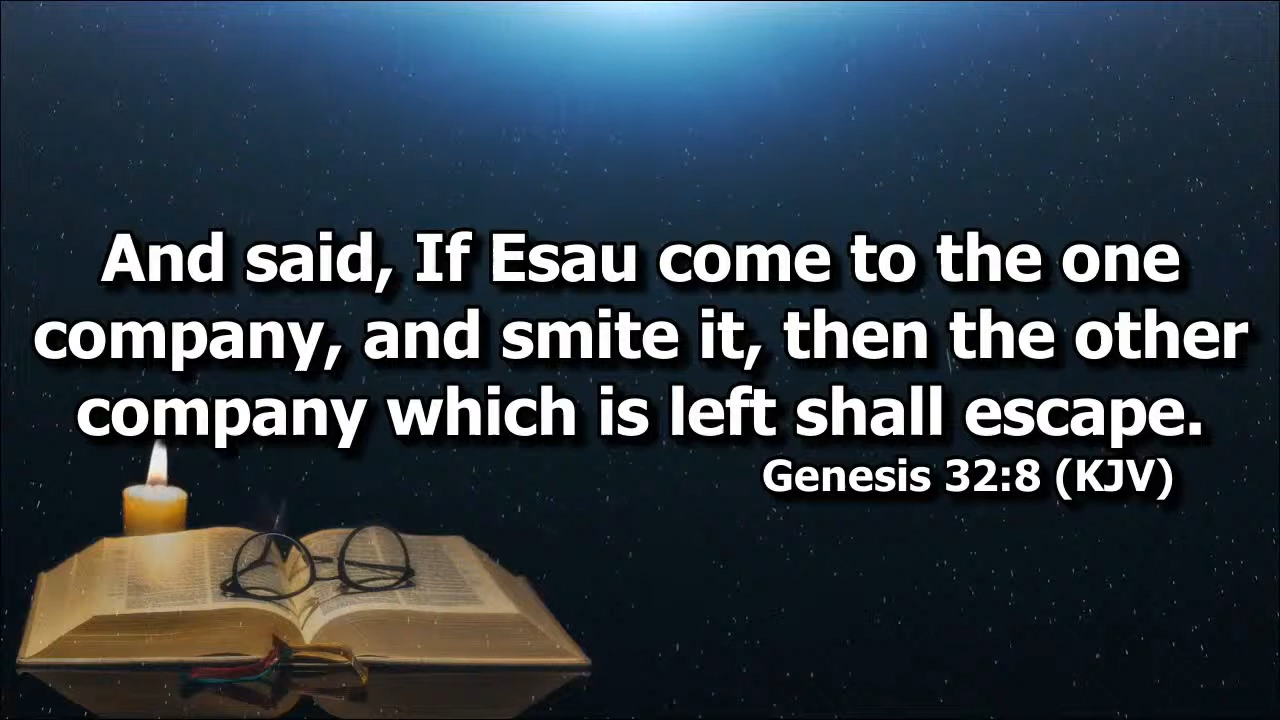 And said, If Esau come to the one
company, and smite it, then the other
company which is left shall escape.
Genesis 32:8 (KJV)